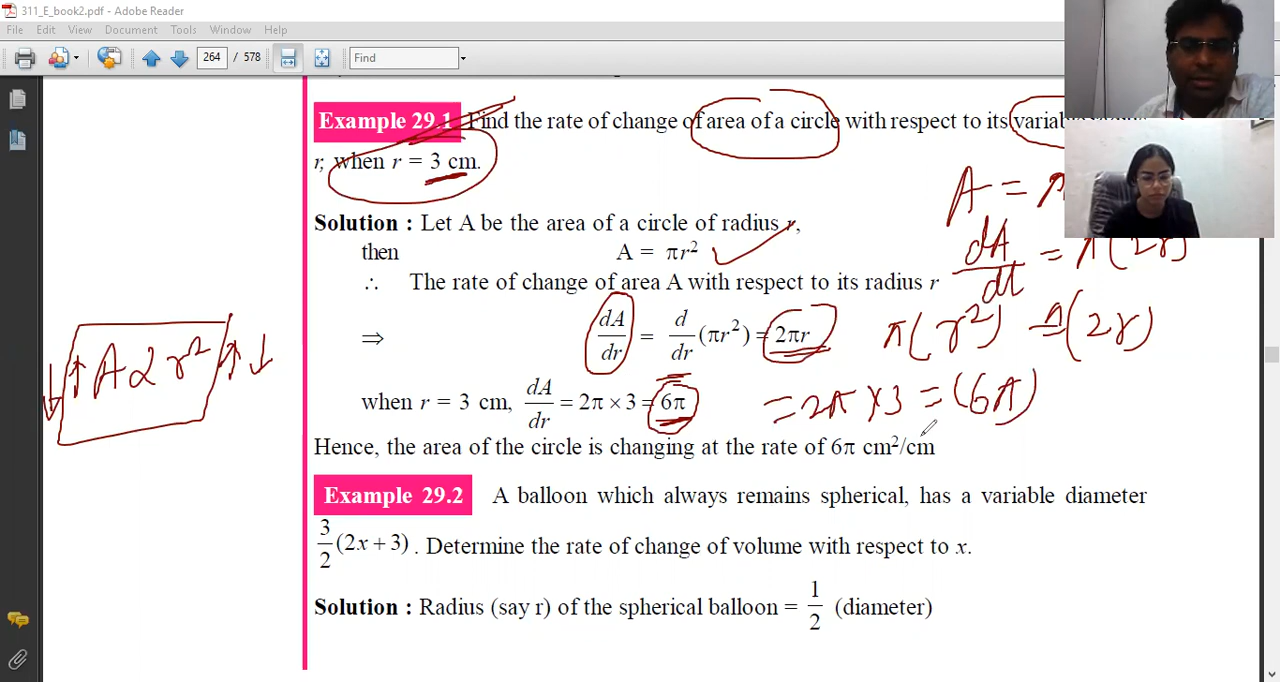 311_E_book2.pdf - Adobe Reader
File Edit View Document Tools Window Help
264 / 578 Find
Example 29.1 Find the rate of change of area of a circle with respect to its
r, when r = 3 cm.
A =
Solution : Let A be the area of a circle of radius r,
then A = πr²
dA/dt = π(2r)
∴ The rate of change of area A with respect to its radius r
⇒ dA/dr = d/dr (πr²) = 2πr
π(r²) = π(2r)
A ∝ r²
when r = 3 cm, dA/dr = 2π × 3 = 6π
= 2π × 3 = (6π)
Hence, the area of the circle is changing at the rate of 6π cm²/cm
Example 29.2 A balloon which always remains spherical, has a variable diameter
3/2 (2x + 3) . Determine the rate of change of volume with respect to x.
Solution : Radius (say r) of the spherical balloon = 1/2 (diameter)